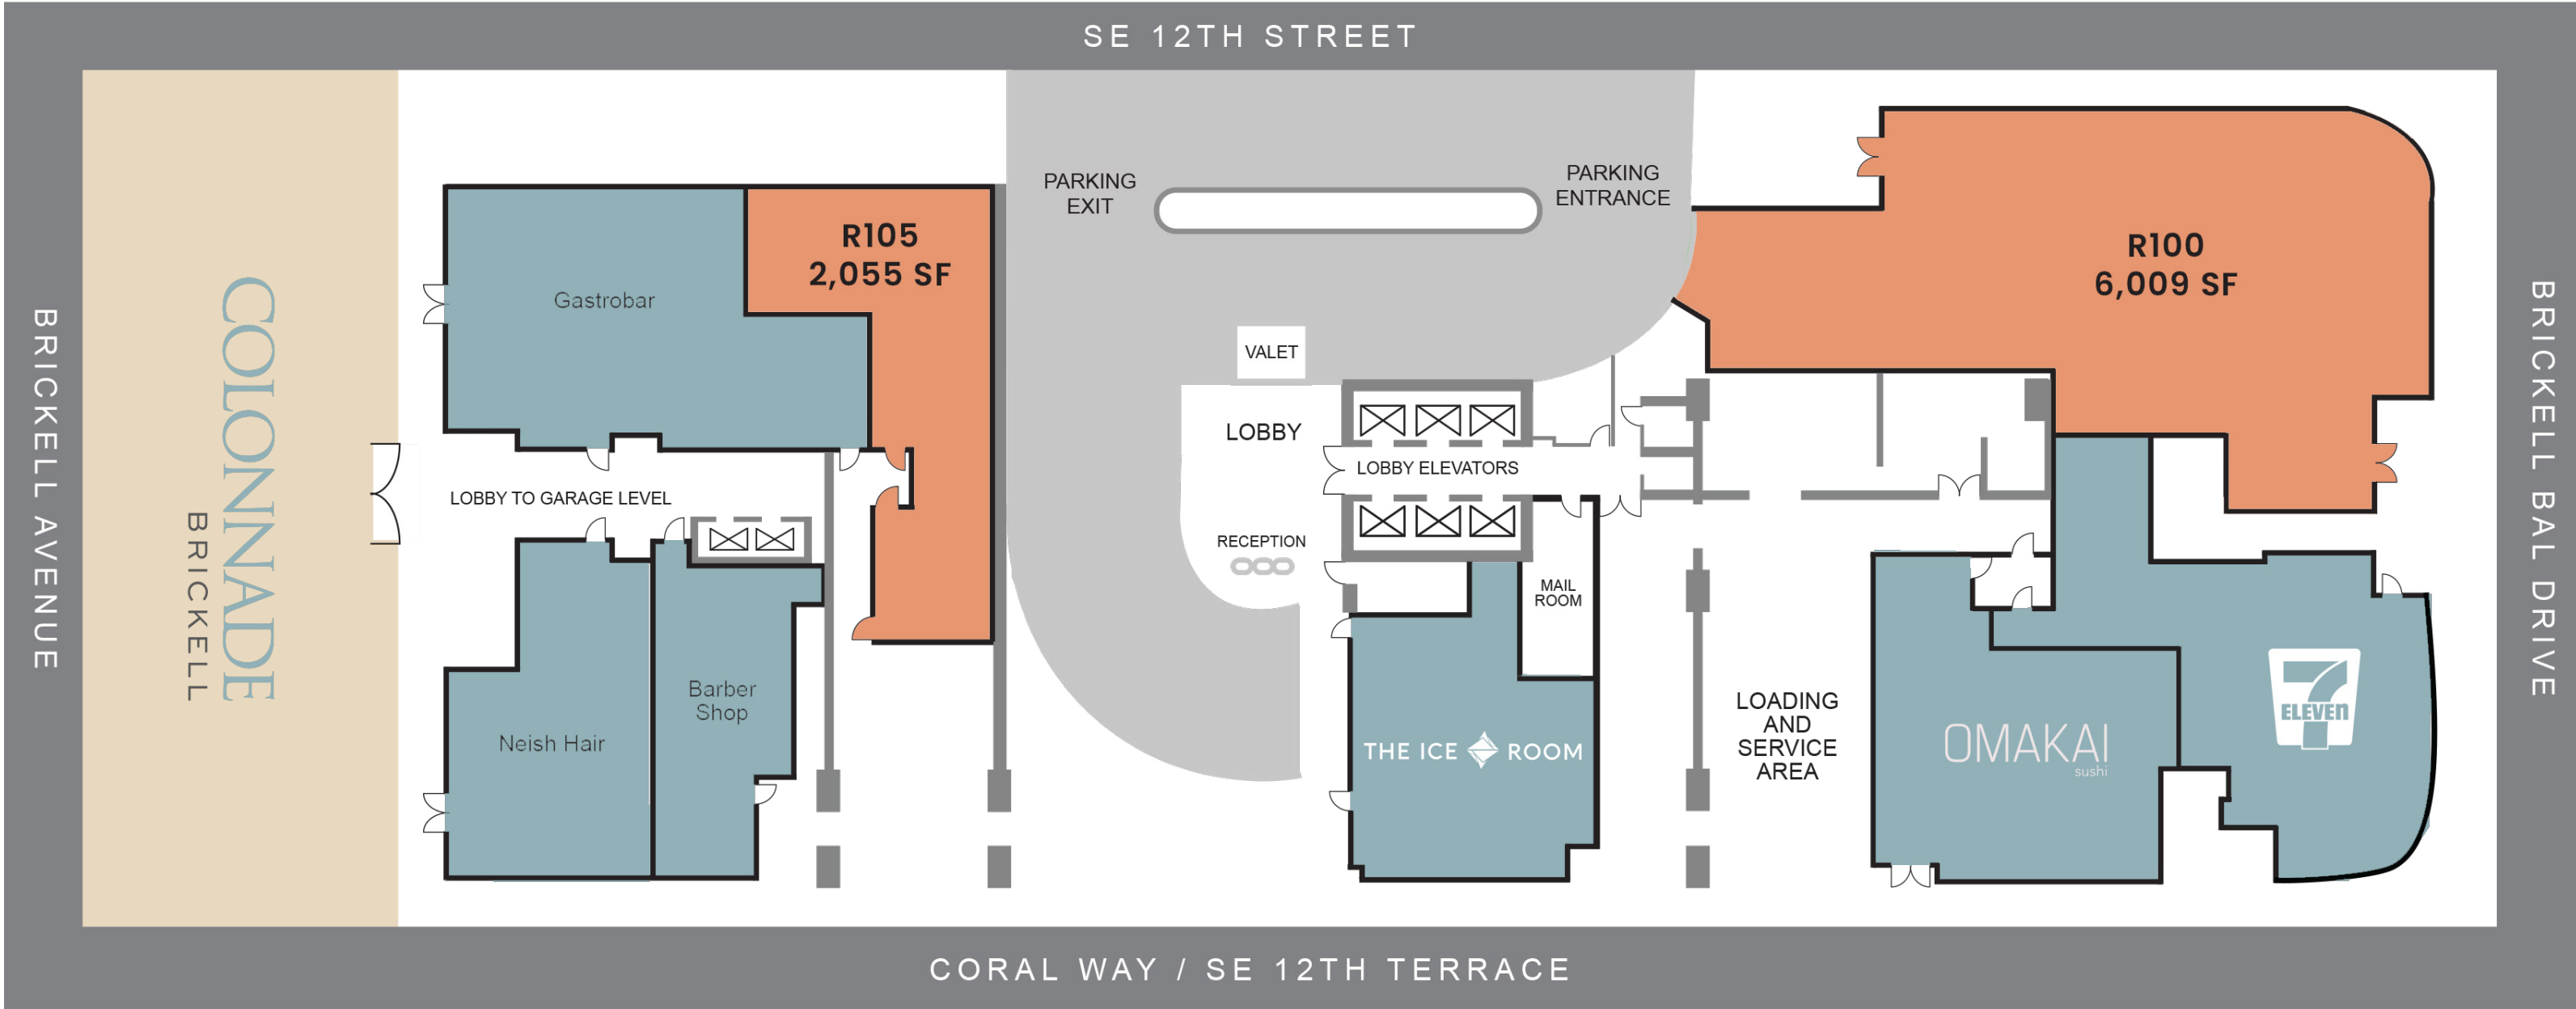 SE 12TH STREET
BRICKELL AVENUE
COLONNADE
BRICKELL
Gastrobar
R105
2,055 SF
LOBBY TO GARAGE LEVEL
Neish Hair
Barber
Shop
PARKING
EXIT
PARKING
ENTRANCE
VALET
LOBBY
LOBBY ELEVATORS
RECEPTION
MAIL
ROOM
THE ICE ROOM
LOADING
AND
SERVICE
AREA
R100
6,009 SF
OMAKAI
sushi
7
ELEVEN
BRICKELL BAL DRIVE
CORAL WAY / SE 12TH TERRACE